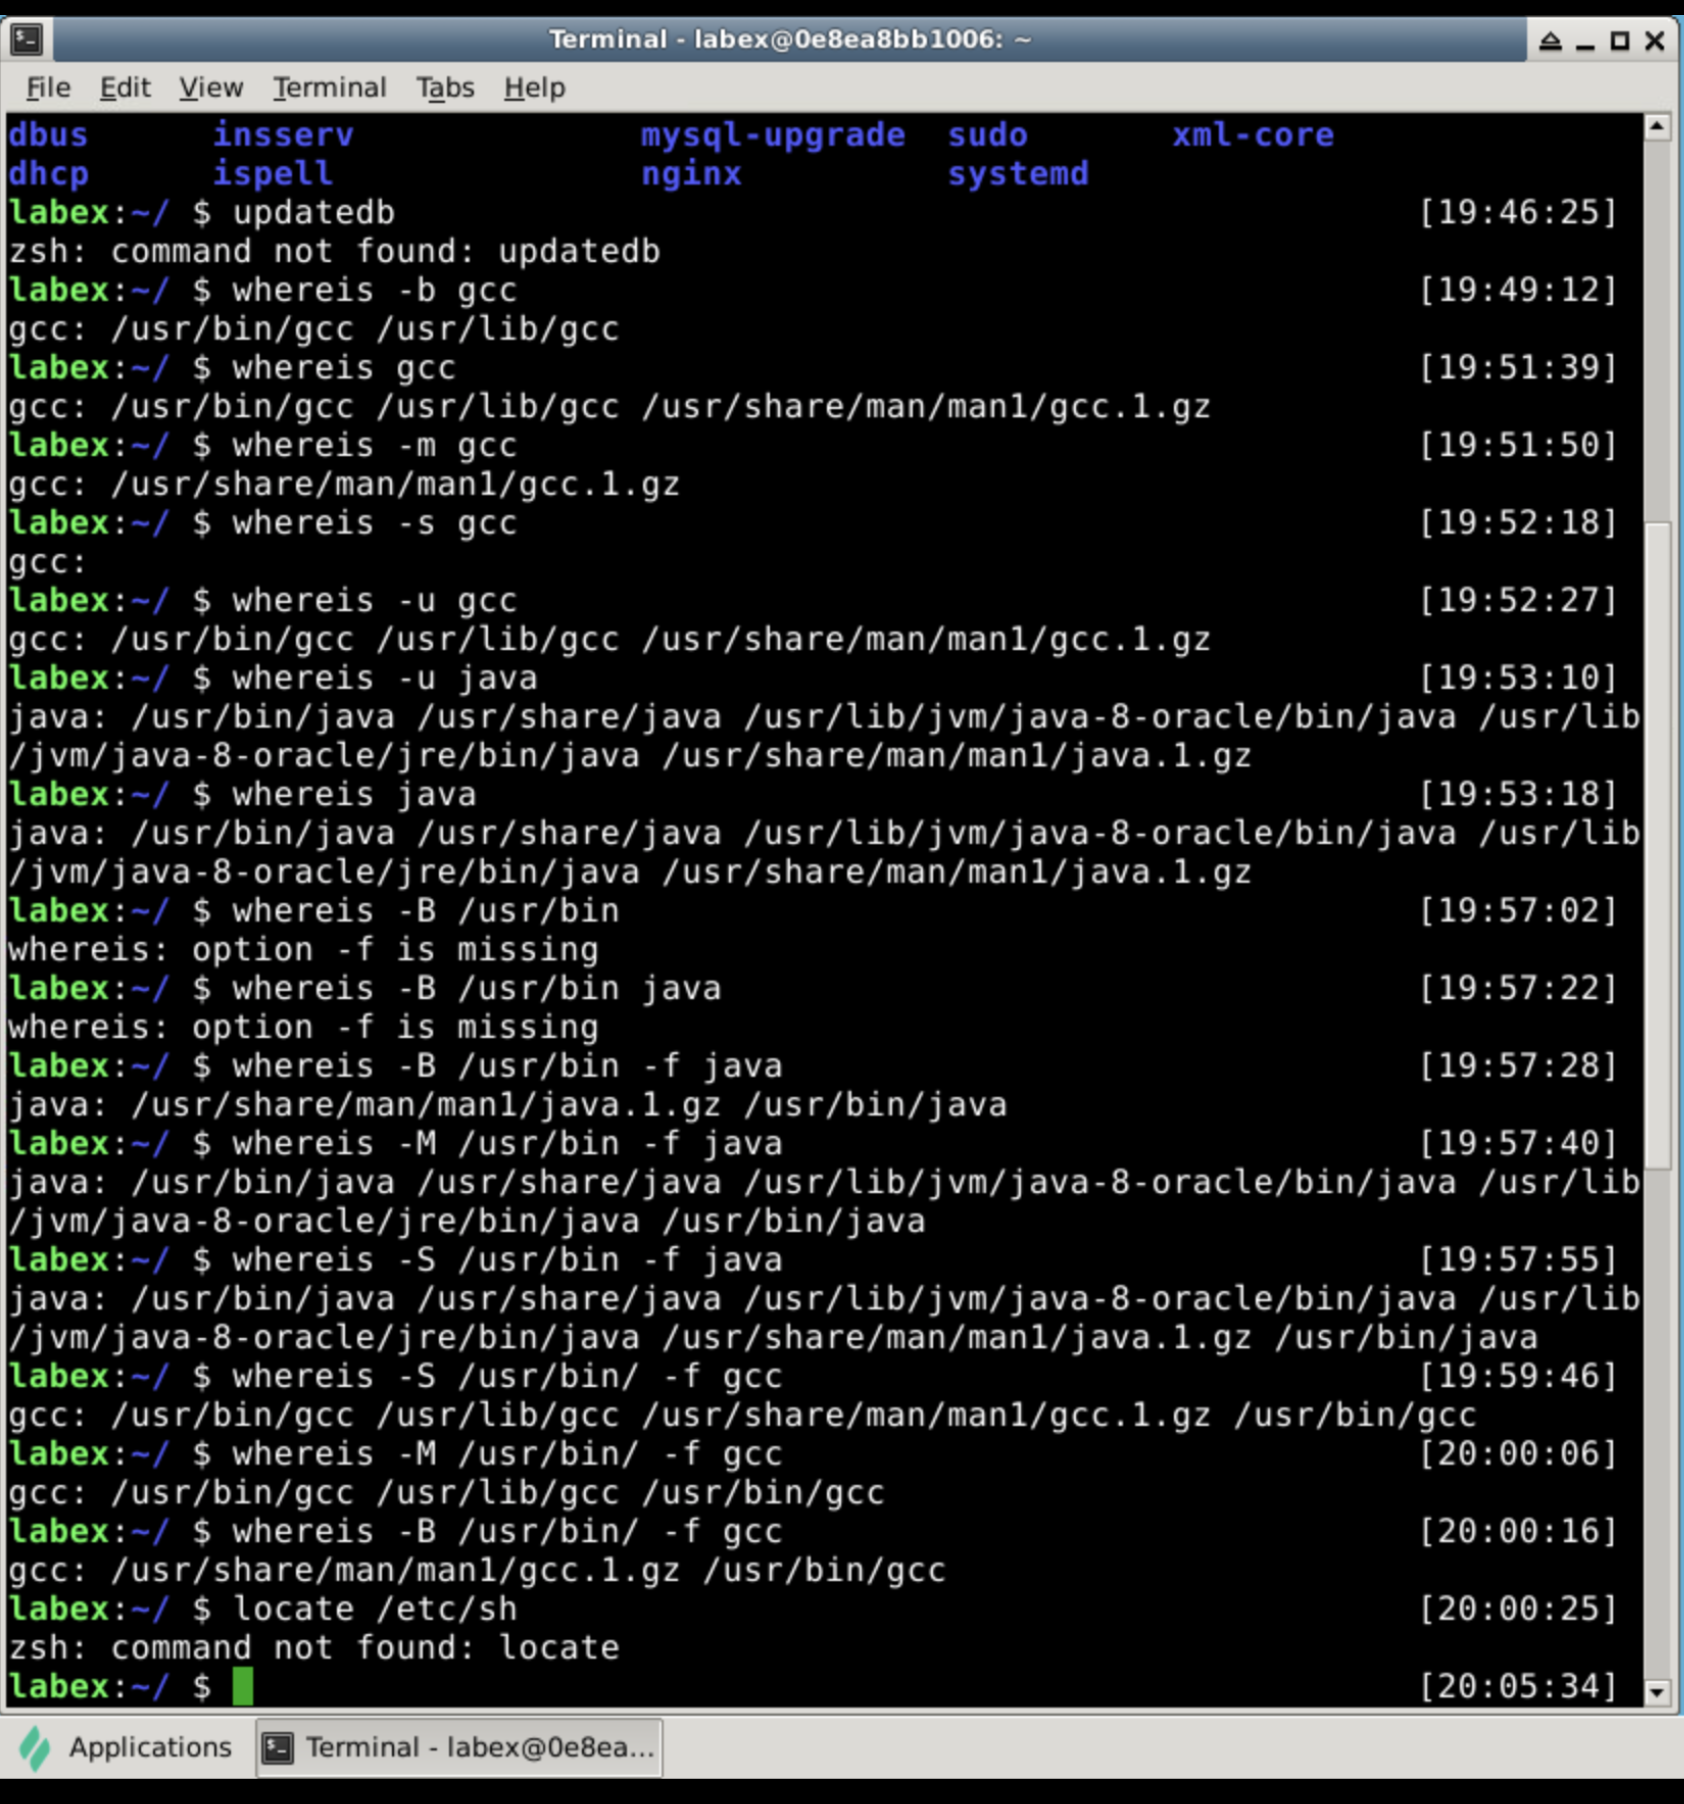 Terminal - labex@0e8ea8bb1006: ~
File Edit View Terminal Tabs Help
dbus insserv mysql-upgrade sudo xml-core
dhcp ispell nginx systemd
labex:~/ $ updatedb [19:46:25]
zsh: command not found: updatedb
labex:~/ $ whereis -b gcc [19:49:12]
gcc: /usr/bin/gcc /usr/lib/gcc
labex:~/ $ whereis gcc [19:51:39]
gcc: /usr/bin/gcc /usr/lib/gcc /usr/share/man/man1/gcc.1.gz
labex:~/ $ whereis -m gcc [19:51:50]
gcc: /usr/share/man/man1/gcc.1.gz
labex:~/ $ whereis -s gcc [19:52:18]
gcc:
labex:~/ $ whereis -u gcc [19:52:27]
gcc: /usr/bin/gcc /usr/lib/gcc /usr/share/man/man1/gcc.1.gz
labex:~/ $ whereis -u java [19:53:10]
java: /usr/bin/java /usr/share/java /usr/lib/jvm/java-8-oracle/bin/java /usr/lib
/jvm/java-8-oracle/jre/bin/java /usr/share/man/man1/java.1.gz
labex:~/ $ whereis java [19:53:18]
java: /usr/bin/java /usr/share/java /usr/lib/jvm/java-8-oracle/bin/java /usr/lib
/jvm/java-8-oracle/jre/bin/java /usr/share/man/man1/java.1.gz
labex:~/ $ whereis -B /usr/bin [19:57:02]
whereis: option -f is missing
labex:~/ $ whereis -B /usr/bin java [19:57:22]
whereis: option -f is missing
labex:~/ $ whereis -B /usr/bin -f java [19:57:28]
java: /usr/share/man/man1/java.1.gz /usr/bin/java
labex:~/ $ whereis -M /usr/bin -f java [19:57:40]
java: /usr/bin/java /usr/share/java /usr/lib/jvm/java-8-oracle/bin/java /usr/lib
/jvm/java-8-oracle/jre/bin/java /usr/bin/java
labex:~/ $ whereis -S /usr/bin -f java [19:57:55]
java: /usr/bin/java /usr/share/java /usr/lib/jvm/java-8-oracle/bin/java /usr/lib
/jvm/java-8-oracle/jre/bin/java /usr/share/man/man1/java.1.gz /usr/bin/java
labex:~/ $ whereis -S /usr/bin/ -f gcc [19:59:46]
gcc: /usr/bin/gcc /usr/lib/gcc /usr/share/man/man1/gcc.1.gz /usr/bin/gcc
labex:~/ $ whereis -M /usr/bin/ -f gcc [20:00:06]
gcc: /usr/bin/gcc /usr/lib/gcc /usr/bin/gcc
labex:~/ $ whereis -B /usr/bin/ -f gcc [20:00:16]
gcc: /usr/share/man/man1/gcc.1.gz /usr/bin/gcc
labex:~/ $ locate /etc/sh [20:00:25]
zsh: command not found: locate
labex:~/ $ [20:05:34]
Applications Terminal - labex@0e8ea...